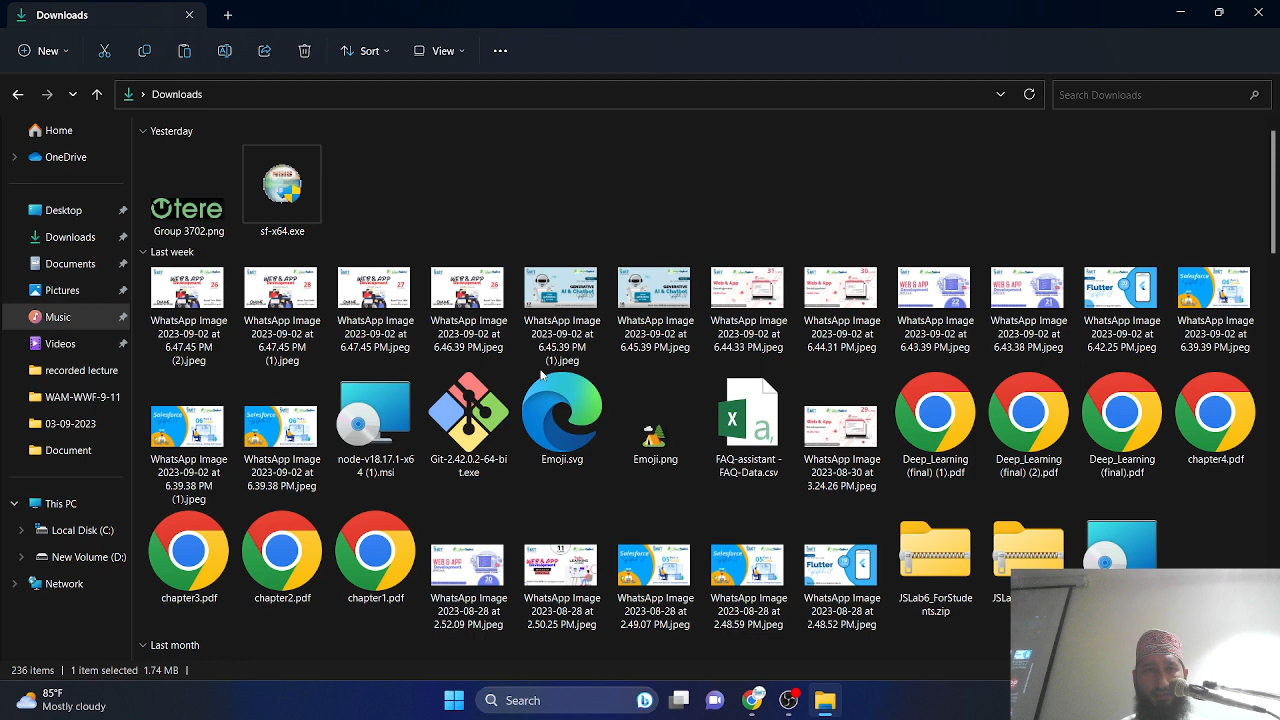 Downloads
New
Sort
View
Downloads
Search Downloads
Home
OneDrive
Desktop
Downloads
Documents
Pictures
Music
Videos
recorded lecture
03-05-2023
Document
This PC
Local Disk (C:)
New Volume (D:)
Network
Yesterday
tere
Group 3702.png
sf-x64.exe
Last week
WhatsApp Image
2023-09-02 at
6.47.45 PM
(2).jpeg
WhatsApp Image
2023-09-02 at
6.47.45 PM
(1).jpeg
WhatsApp Image
2023-09-02 at
6.47.45 PM.jpeg
WhatsApp Image
2023-09-02 at
6.46.39 PM.jpeg
WhatsApp Image
2023-09-02 at
6.45.39 PM
(1).jpeg
WhatsApp Image
2023-09-02 at
6.45.39 PM.jpeg
WhatsApp Image
2023-09-02 at
6.44.33 PM.jpeg
WhatsApp Image
2023-09-02 at
6.44.31 PM.jpeg
WhatsApp Image
2023-09-02 at
6.43.39 PM.jpeg
WhatsApp Image
2023-09-02 at
6.43.38 PM.jpeg
WhatsApp Image
2023-09-02 at
6.42.25 PM.jpeg
WhatsApp Image
2023-09-02 at
6.39.39 PM.jpeg
WhatsApp Image
2023-09-02 at
6.39.38 PM
(1).jpeg
WhatsApp Image
2023-09-02 at
6.39.38 PM.jpeg
node-v18.17.1-x6
4 (1).msi
Git-2.42.0.2-64-bi
t.exe
Emoji.svg
Emoji.png
FAQ-assistant -
FAQ-Data.csv
WhatsApp Image
2023-08-30 at
3.24.26 PM.jpeg
Deep_Learning
(final) (1).pdf
Deep_Learning
(final) (2).pdf
Deep_Learning
(final).pdf
chapter4.pdf
chapter3.pdf
chapter2.pdf
chapter1.pdf
WhatsApp Image
2023-08-28 at
2.52.09 PM.jpeg
WhatsApp Image
2023-08-28 at
2.50.25 PM.jpeg
WhatsApp Image
2023-08-28 at
2.49.07 PM.jpeg
WhatsApp Image
2023-08-28 at
2.48.59 PM.jpeg
WhatsApp Image
2023-08-28 at
2.48.52 PM.jpeg
JSLab6_ForStude
nts.zip
Last month
236 items
1 item selected 1.74 MB
85°F
Mostly cloudy
Search